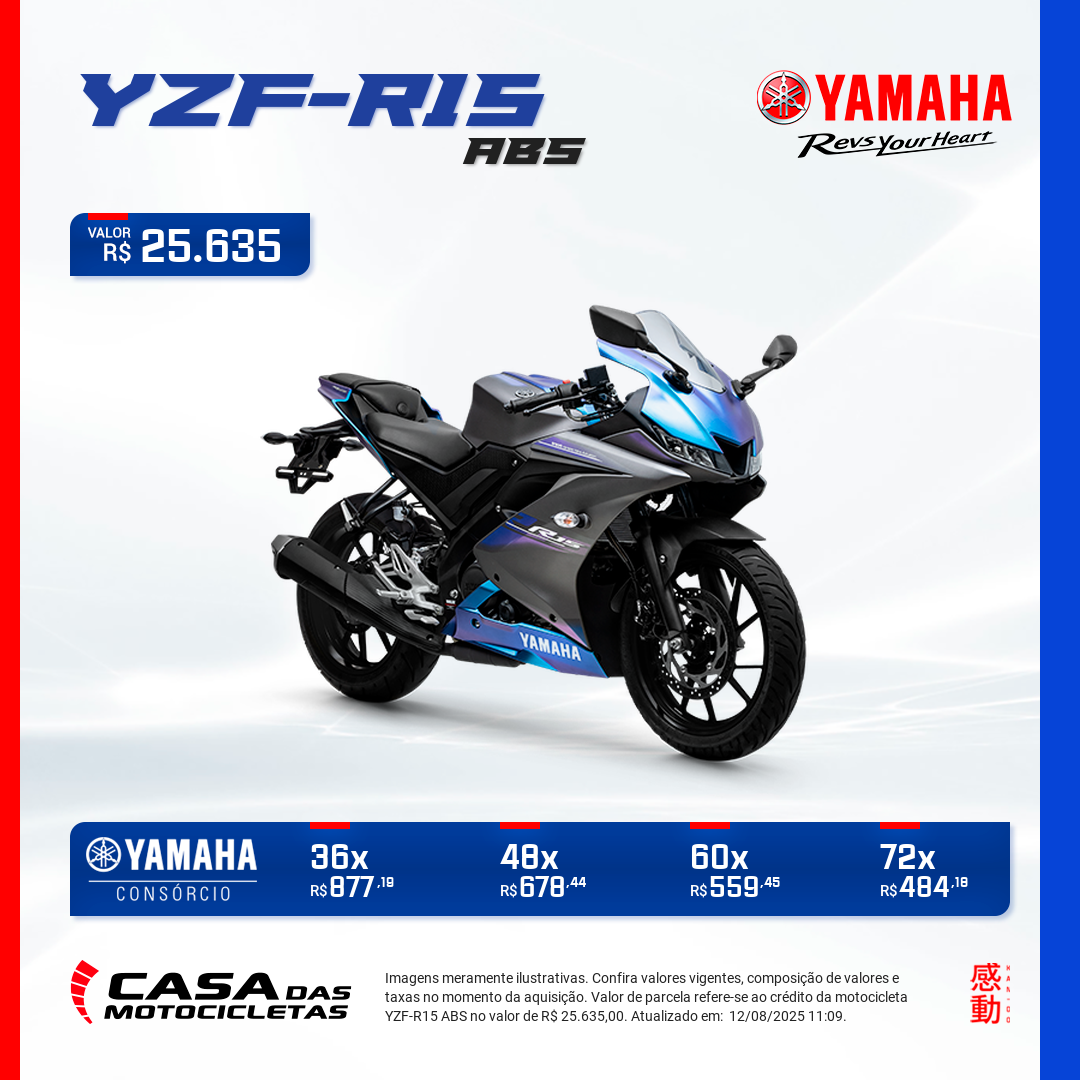 YZF-R15
ABS
YAMAHA
Revs Your Heart
VALOR
R$ 25.635
R15
YAMAHA
YAMAHA
CONSÓRCIO
36x
R$ 877,18
48x
R$ 678,44
60x
R$ 559,45
72x
R$ 484,18
CASA DAS
MOTOCICLETAS
Imagens meramente ilustrativas. Confira valores vigentes, composição de valores e
taxas no momento da aquisição. Valor de parcela refere-se ao crédito da motocicleta
YZF-R15 ABS no valor de R$ 25.635,00. Atualizado em: 12/08/2025 11:09.
感動